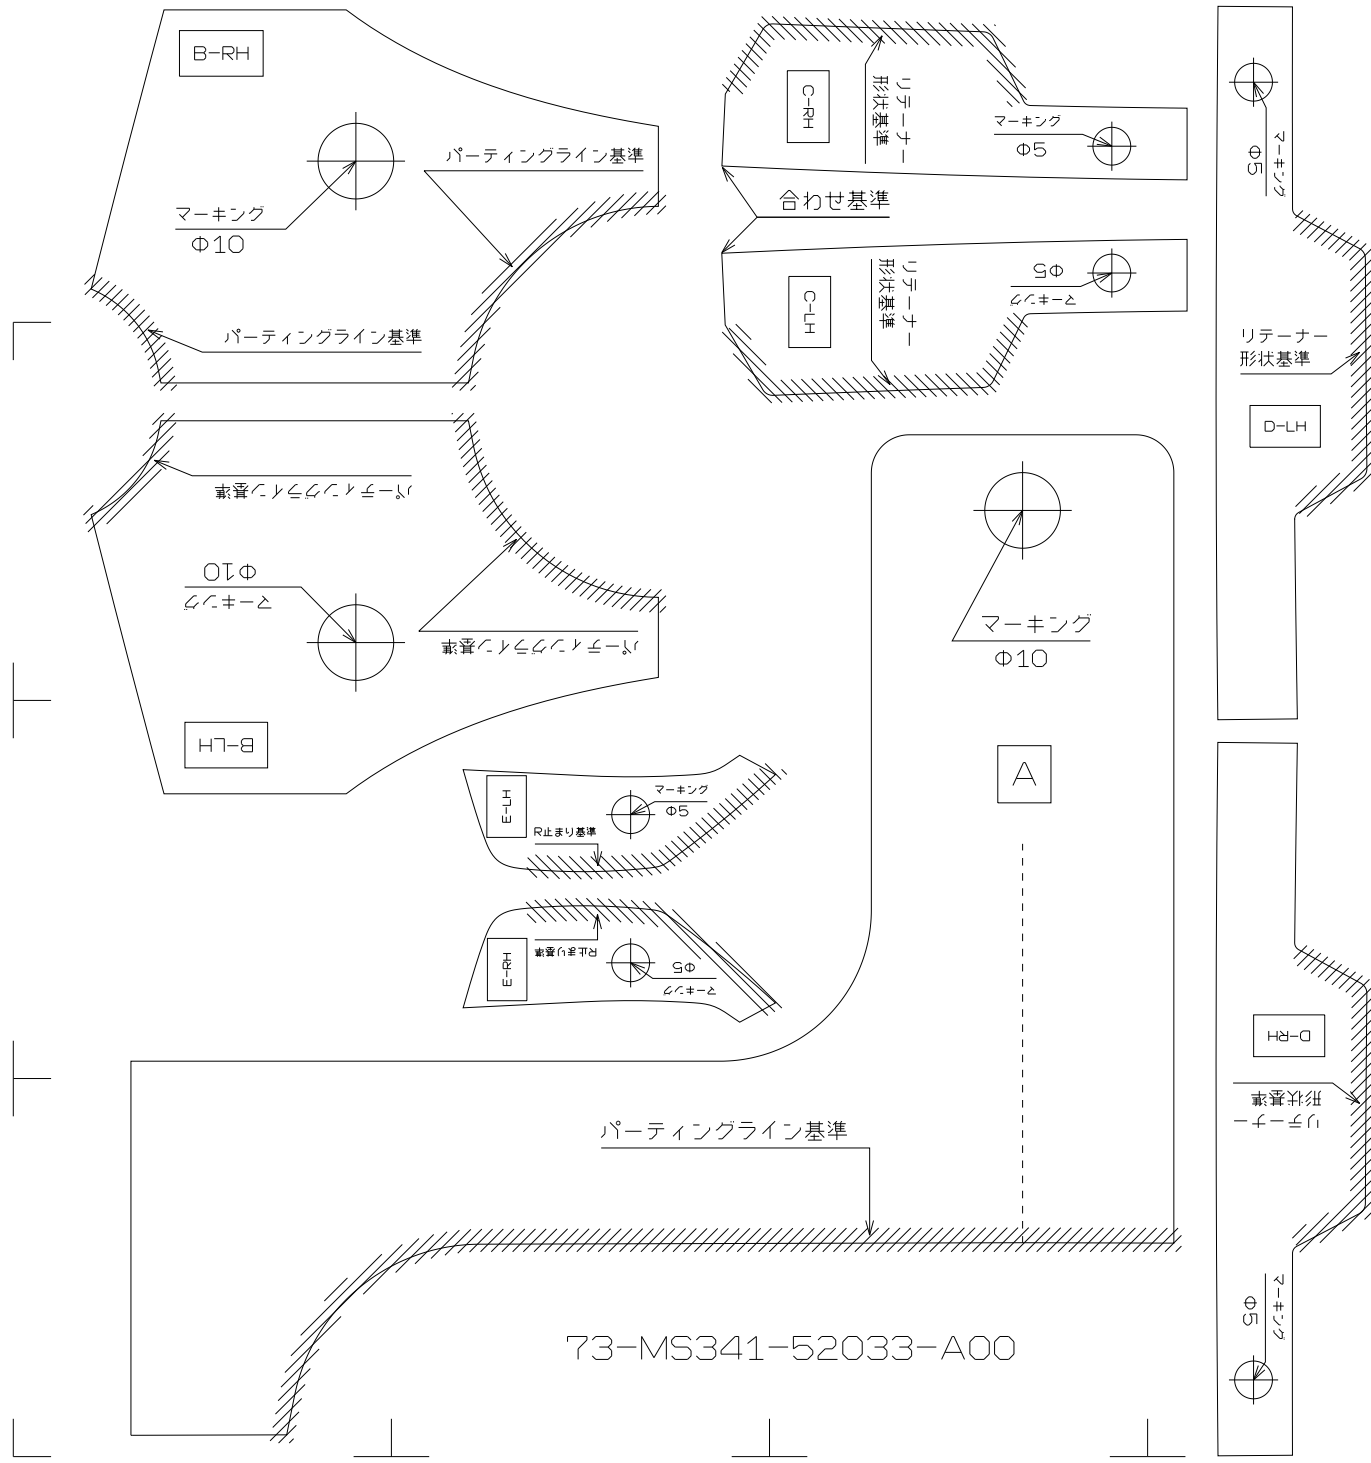 B-RH
パーティングライン基準
マーキング
Φ10
パーティングライン基準
C-RH
リテーナー
形状基準
マーキング
Φ5
合わせ基準
C-LH
リテーナー
形状基準
Φ5
マーキング
マーキング
Φ5
リテーナー
形状基準
D-LH
パーティングライン基準
Φ10
マーキング
パーティングライン基準
B-LH
マーキング
Φ10
A
E-LH
マーキング
Φ5
R止まり基準
E-RH
R止まり基準
Φ5
マーキング
D-RH
リテーナー
形状基準
パーティングライン基準
マーキング
Φ5
73-MS341-52033-A00